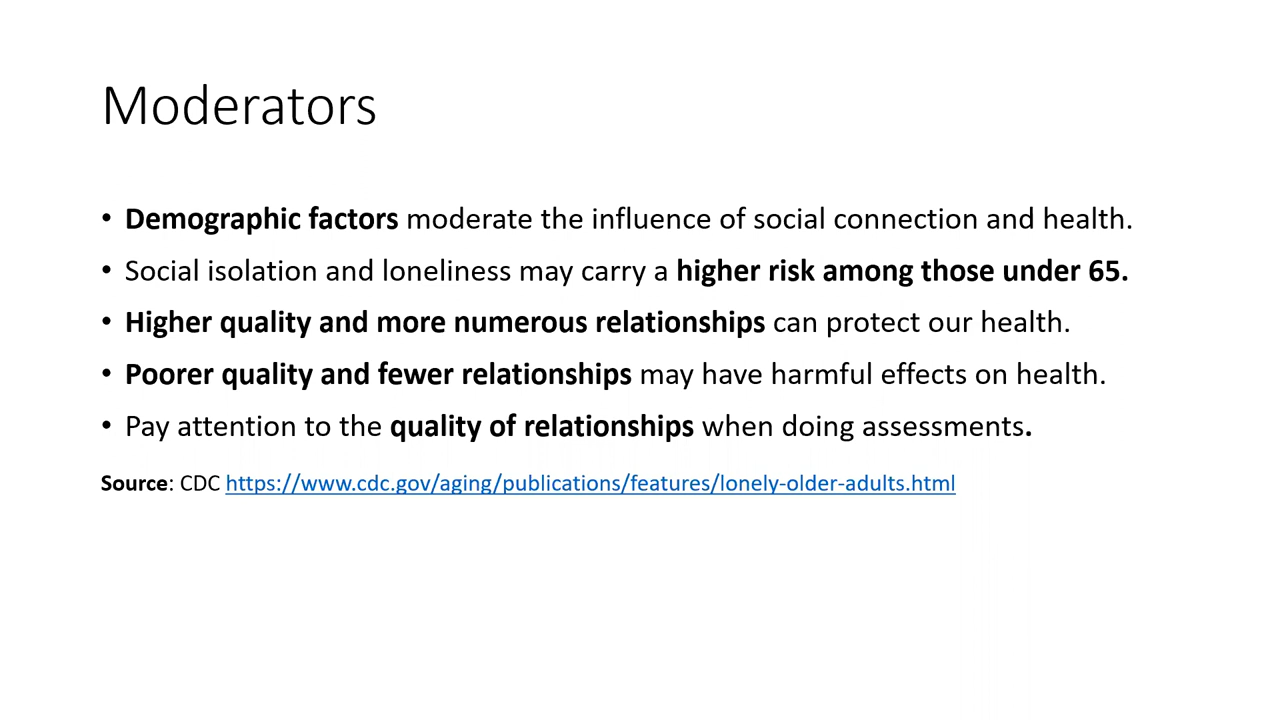 Moderators
• Demographic factors moderate the influence of social connection and health.
• Social isolation and loneliness may carry a higher risk among those under 65.
• Higher quality and more numerous relationships can protect our health.
• Poorer quality and fewer relationships may have harmful effects on health.
• Pay attention to the quality of relationships when doing assessments.
Source: CDC https://www.cdc.gov/aging/publications/features/lonely-older-adults.html